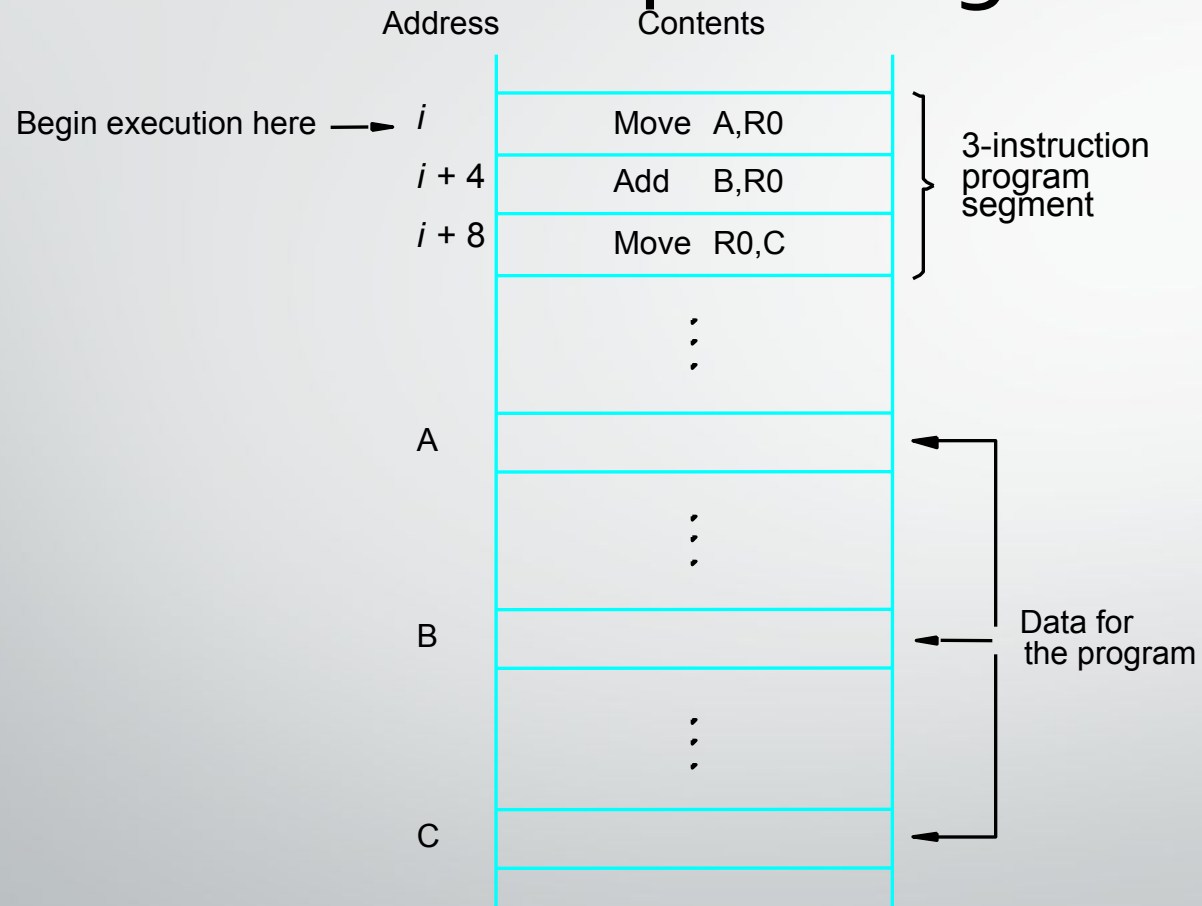 Address Contents
Begin execution here i Move A,R0
i + 4 Add B,R0
i + 8 Move R0,C
3-instruction
program
segment
A
B
Data for
the program
C